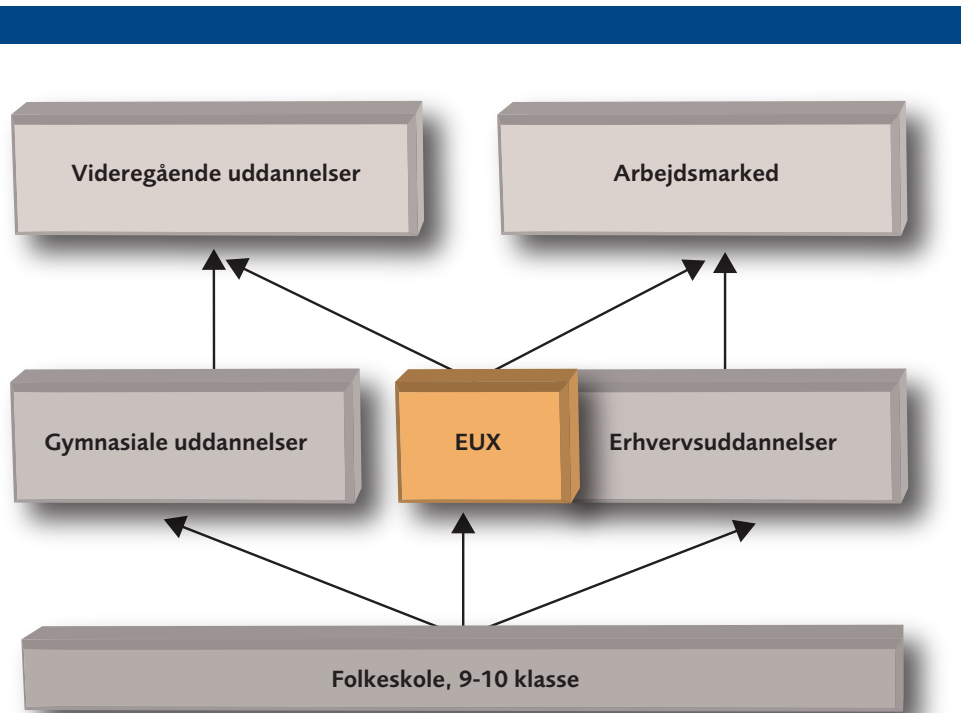 Videregående uddannelser
Arbejdsmarked
Gymnasiale uddannelser
EUX
Erhvervsuddannelser
Folkeskole, 9-10 klasse